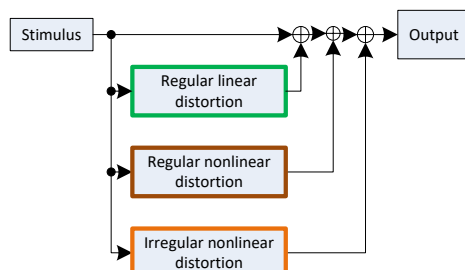 Stimulus
Output
Regular linear
distortion
Regular nonlinear
distortion
Irregular nonlinear
distortion